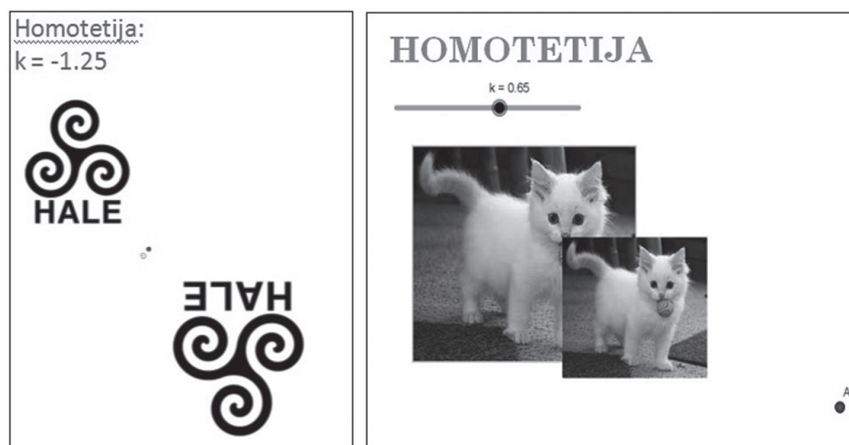 Homotetija:
k = -1.25
HALE
HALE
HOMOTETIJA
k = 0.65
A